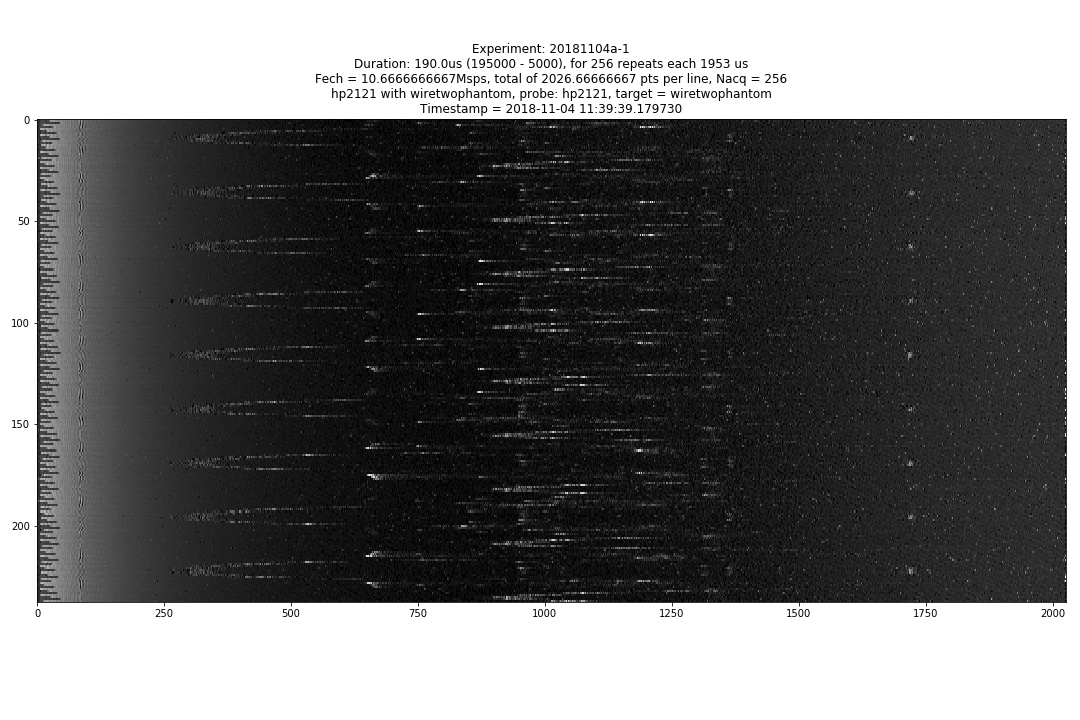 Experiment: 20181104a-1
Duration: 190.0us (195000 - 5000), for 256 repeats each 1953 us
Fech = 10.6666666667Msps, total of 2026.66666667 pts per line, Nacq = 256
hp2121 with wiretwophantom, probe: hp2121, target = wiretwophantom
Timestamp = 2018-11-04 11:39:39.179730
0
50
100
150
200
0 250 500 750 1000 1250 1500 1750 2000